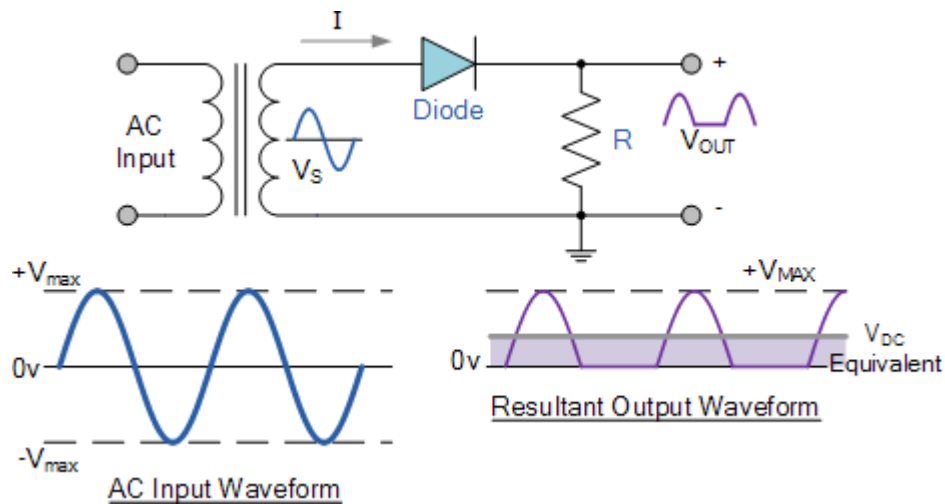 I
+
AC
Input
Diode
V_S
R
V_OUT
-
+V_max
0v
-V_max
AC Input Waveform
+V_MAX
0v
V_DC
Equivalent
Resultant Output Waveform